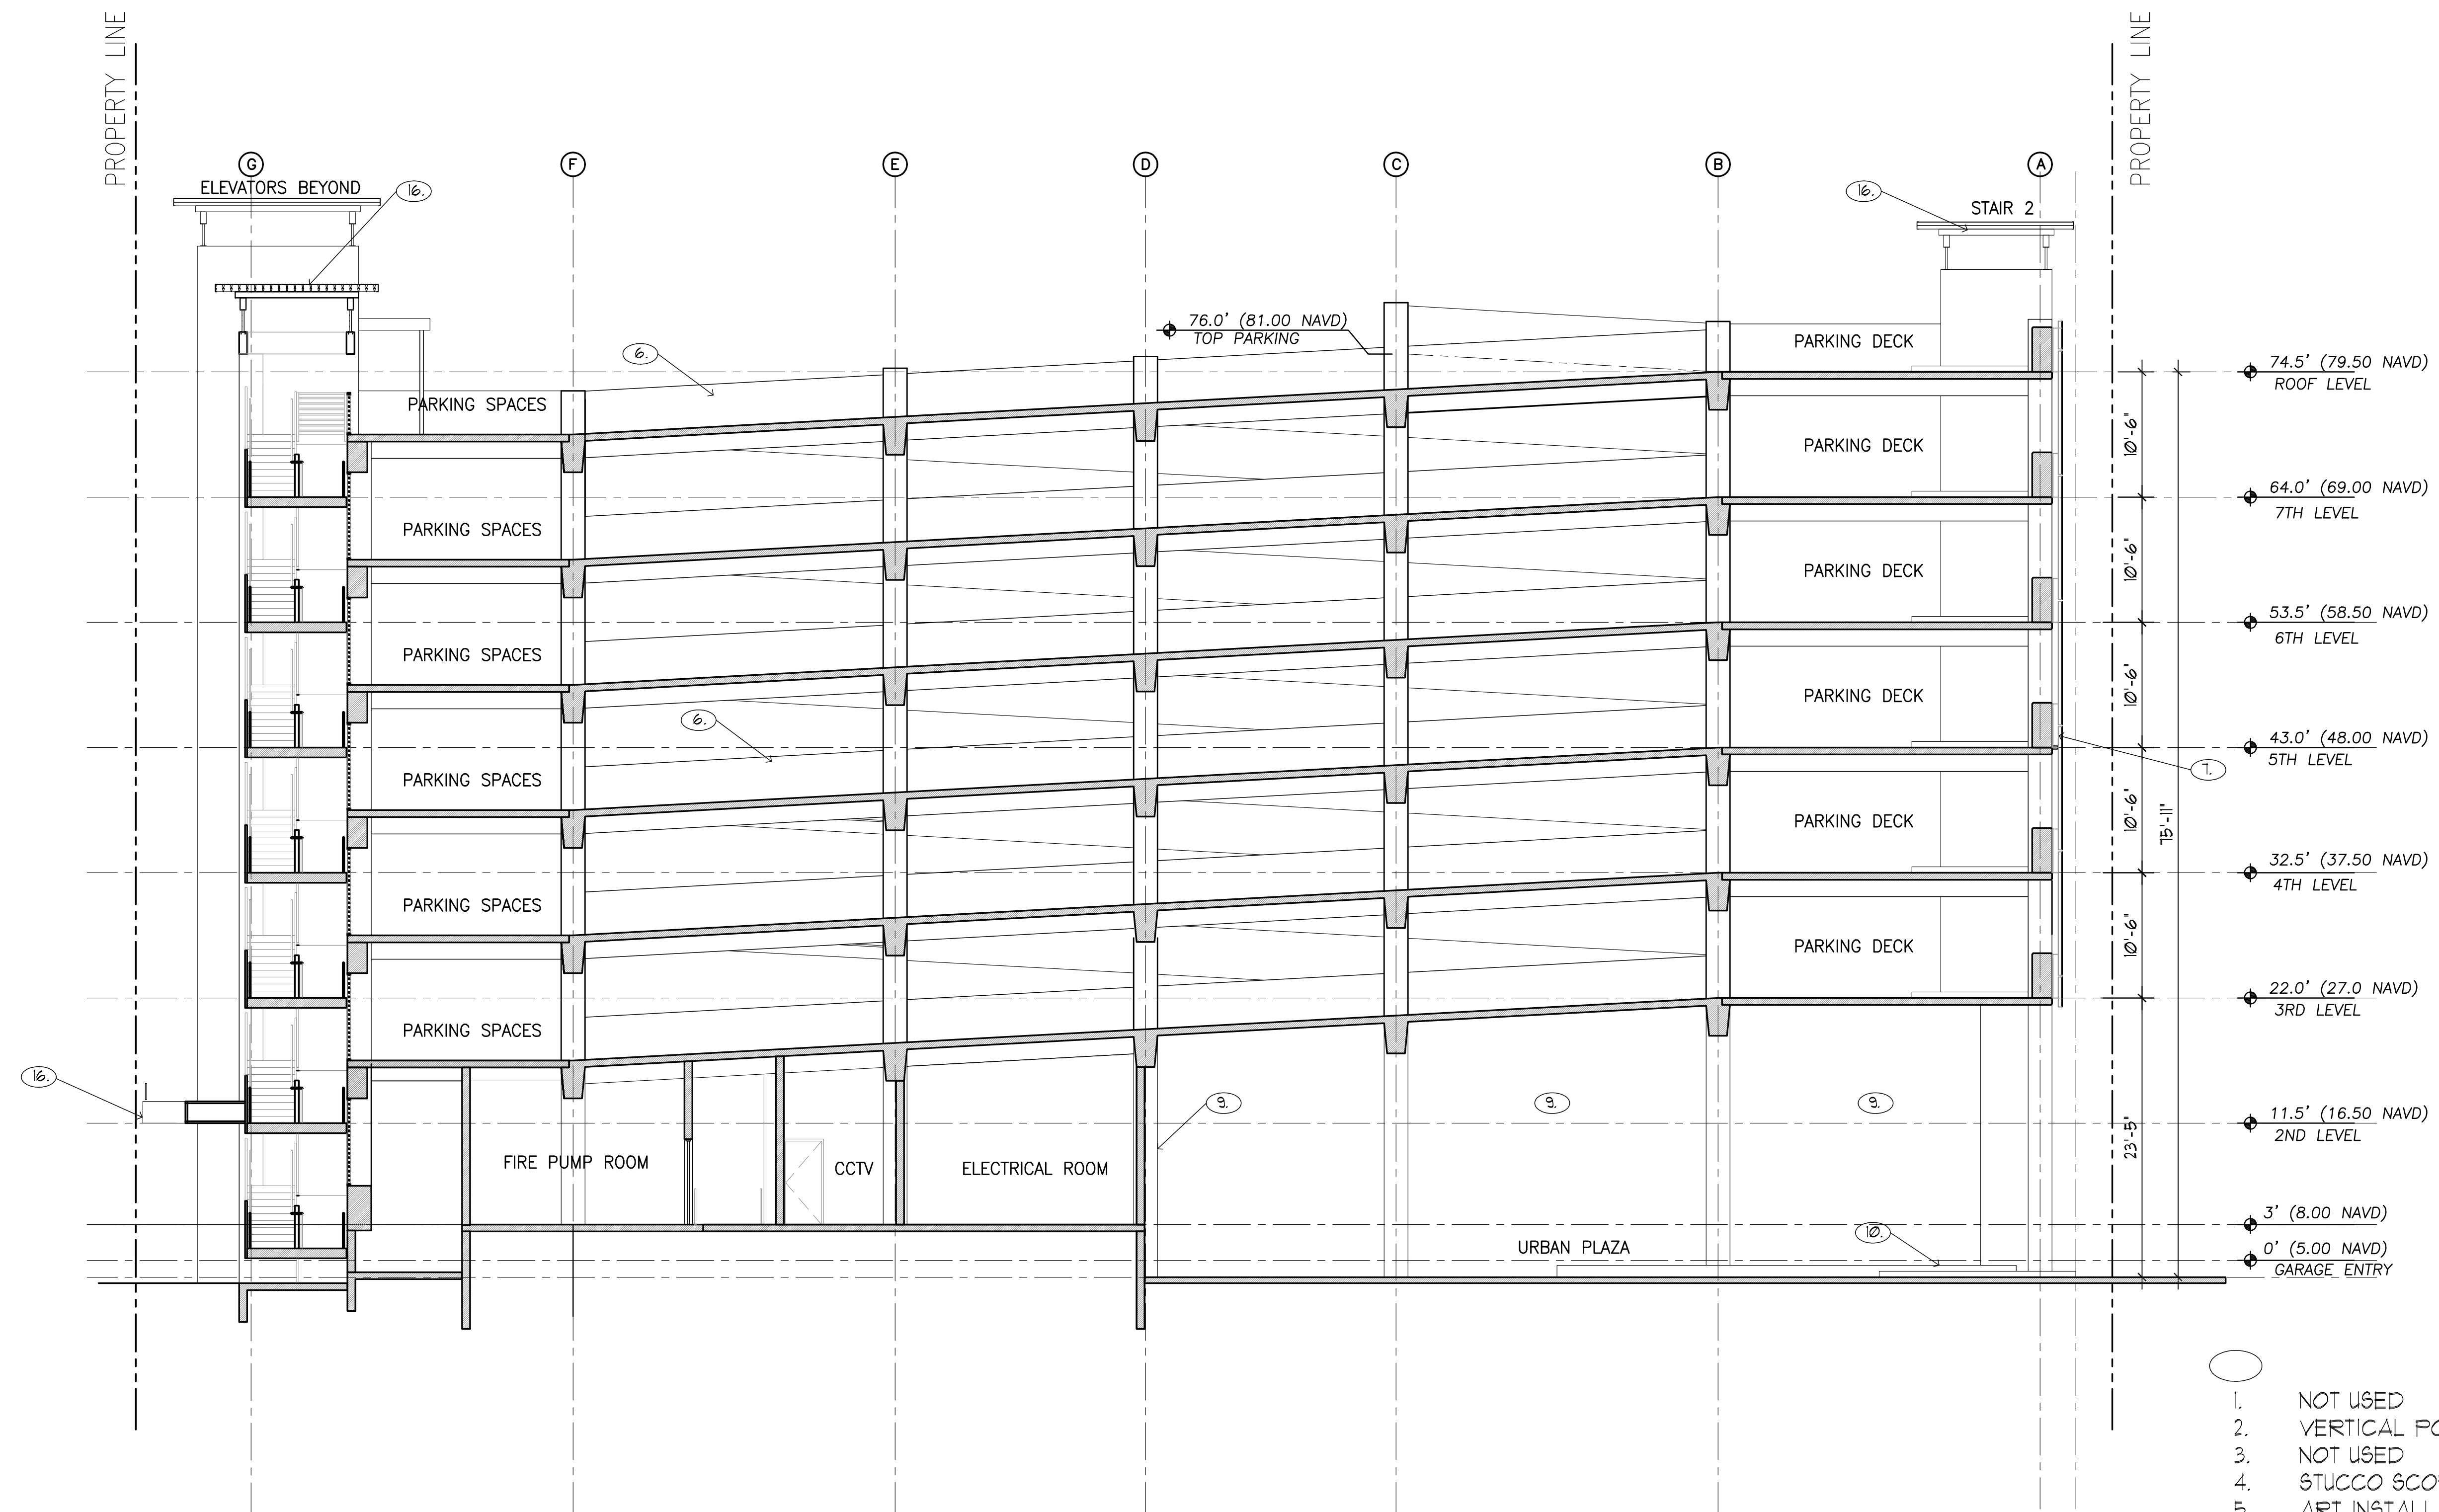 PROPERTY LINE
PROPERTY LINE
G
F
E
D
C
B
A
ELEVATORS BEYOND
16.
16.
STAIR 2
76.0' (81.00 NAVD)
TOP PARKING
6.
PARKING DECK
74.5' (79.50 NAVD)
ROOF LEVEL
PARKING SPACES
10'-6"
PARKING DECK
64.0' (69.00 NAVD)
7TH LEVEL
PARKING SPACES
10'-6"
PARKING DECK
53.5' (58.50 NAVD)
6TH LEVEL
PARKING SPACES
10'-6"
PARKING DECK
6.
43.0' (48.00 NAVD)
5TH LEVEL
7.
PARKING SPACES
10'-6"
75'-11"
PARKING DECK
32.5' (37.50 NAVD)
4TH LEVEL
PARKING SPACES
10'-6"
PARKING DECK
22.0' (27.0 NAVD)
3RD LEVEL
PARKING SPACES
16.
9.
9.
9.
11.5' (16.50 NAVD)
2ND LEVEL
23'-5"
FIRE PUMP ROOM
CCTV
ELECTRICAL ROOM
3' (8.00 NAVD)
10.
URBAN PLAZA
0' (5.00 NAVD)
GARAGE ENTRY
1. NOT USED
2. VERTICAL
3. NOT USED
4. STUCCO
5. ART